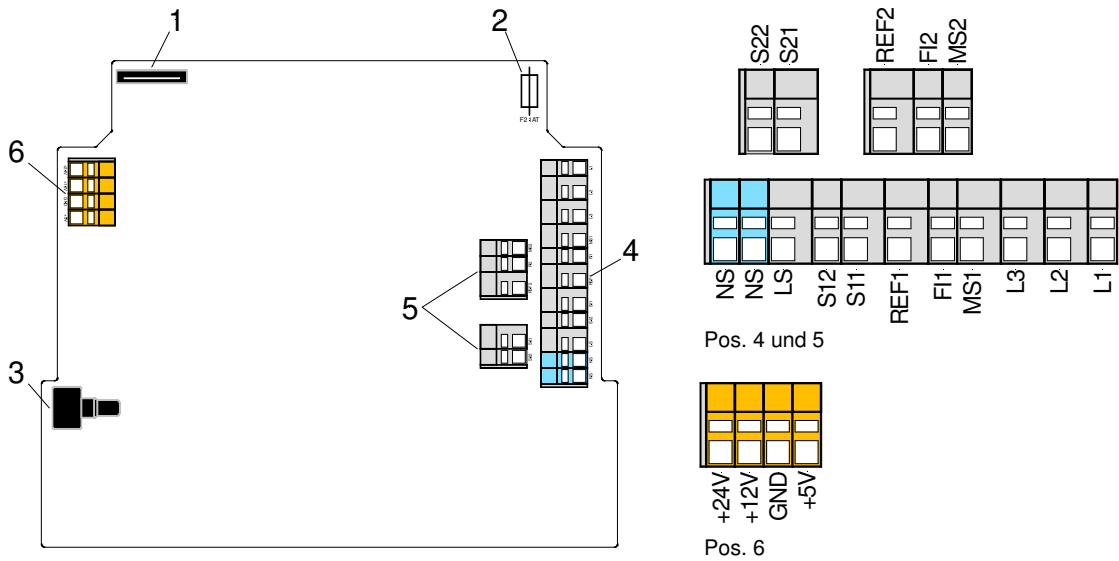 1
2
6
F2 4AT
4
5
3
S22
S21
REF2
FI2
MS2
NS
NS
LS
S12
S11
REF1
FI1
MS1
L3
L2
L1
Pos. 4 und 5
+24V
+12V
GND
+5V
Pos. 6